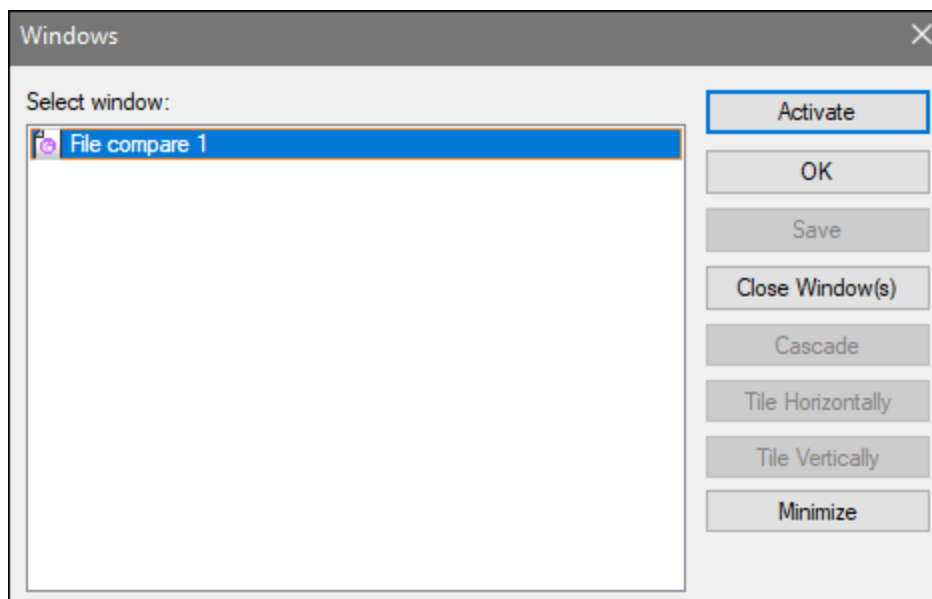 Windows
Select window:
File compare 1
Activate
OK
Save
Close Window(s)
Cascade
Tile Horizontally
Tile Vertically
Minimize